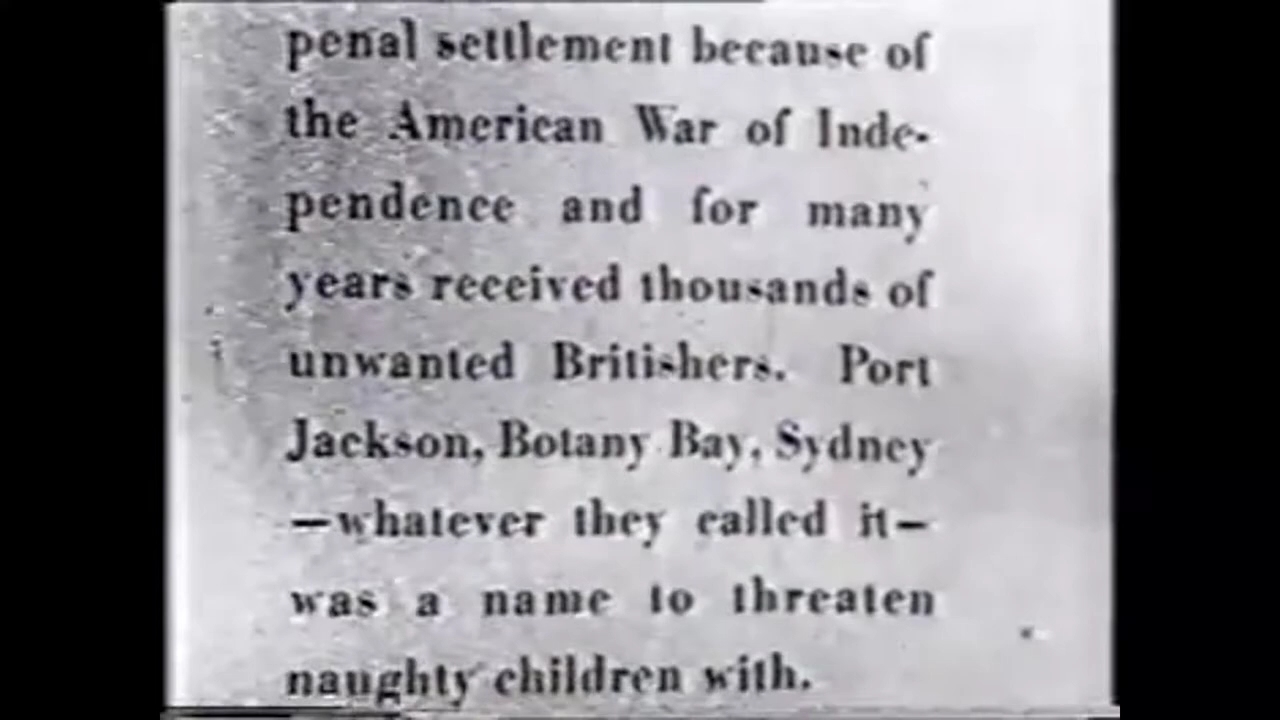 penal settlement because of
the American War of Inde-
pendence and for many
years received thousands of
unwanted Britishers. Port
Jackson, Botany Bay, Sydney
—whatever they called it—
was a name to threaten
naughty children with.